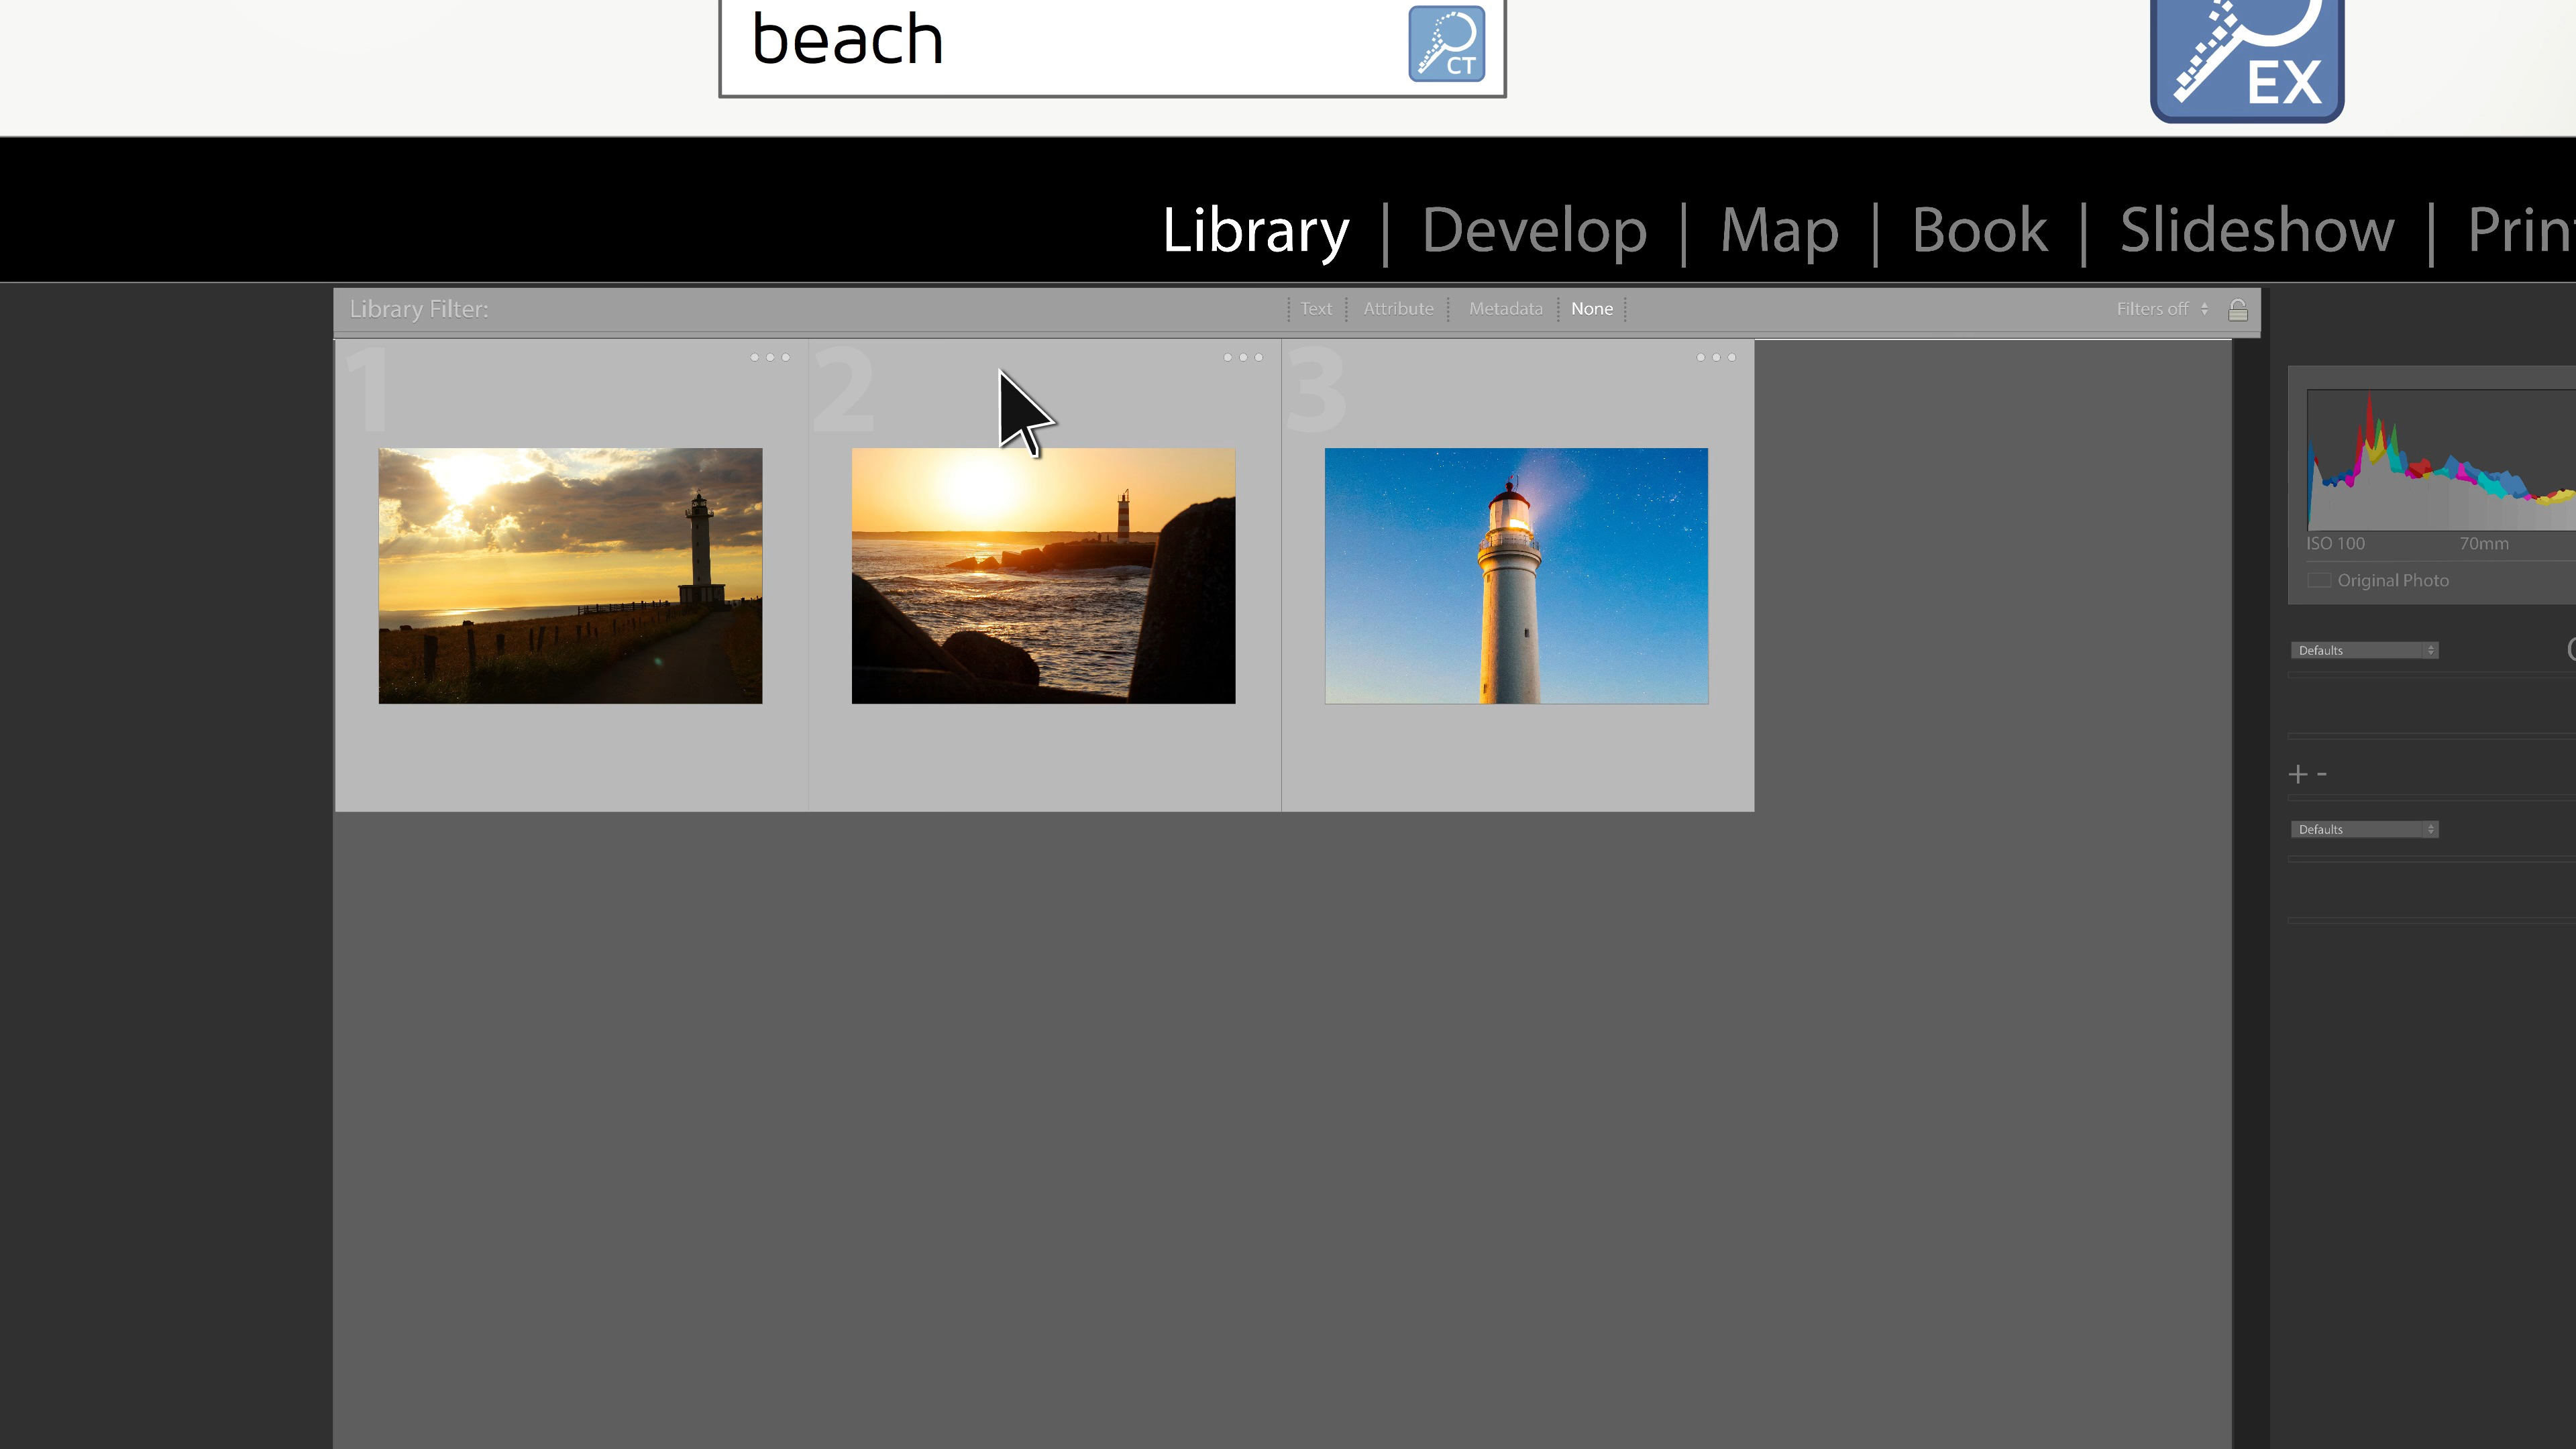 beach
CT
EX
Library | Develop | Map | Book | Slideshow | Print
Library Filter: Text Attribute Metadata None Filters off
1 2 3
ISO 100 70mm
Original Photo
Defaults
+ -
Defaults